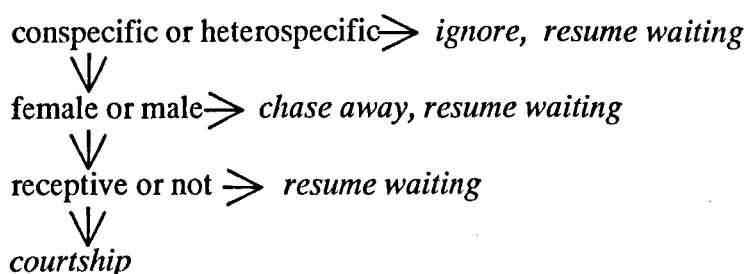 conspecific or heterospecific ignore, resume waiting
female or male chase away, resume waiting
receptive or not resume waiting
courtship